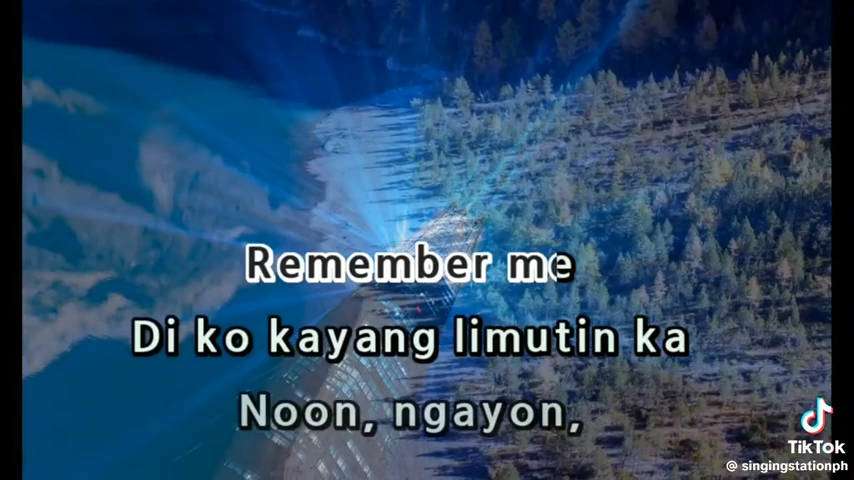 Remember me
Di ko kayang limutin ka
Noon, ngayon,
TikTok
@ singingstationph